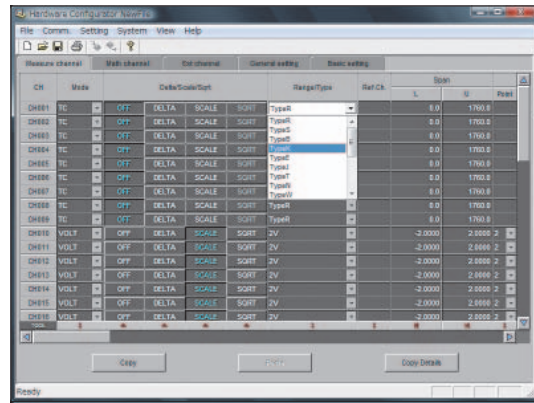 Hardware Configurator NewFile
File Comm. Setting System View Help
Measure channel Math channel Ext channel General setting Basic setting
CH Mode Delta/Scale/Sqrt Range/Type Ref.Ch. Span
L U Point
CH001 TC OFF DELTA SCALE SQRT TypeR 0.0 1760.0
CH002 TC OFF DELTA SCALE SQRT TypeR 0.0 1760.0
CH003 TC OFF DELTA SCALE SQRT TypeS 0.0 1760.0
TypeB
CH004 TC OFF DELTA SCALE SQRT TypeK 0.0 1760.0
CH005 TC OFF DELTA SCALE SQRT TypeE 0.0 1760.0
TypeJ
CH006 TC OFF DELTA SCALE SQRT TypeT 0.0 1760.0
CH007 TC OFF DELTA SCALE SQRT TypeN 0.0 1760.0
TypeW
CH008 TC OFF DELTA SCALE SQRT TypeR 0.0 1760.0
CH009 TC OFF DELTA SCALE SQRT TypeR 0.0 1760.0
CH010 VOLT OFF DELTA SCALE SQRT 2V -2.0000 2.0000 2
CH011 VOLT OFF DELTA SCALE SQRT 2V -2.0000 2.0000 2
CH012 VOLT OFF DELTA SCALE SQRT 2V -2.0000 2.0000 2
CH013 VOLT OFF DELTA SCALE SQRT 2V -2.0000 2.0000 2
CH014 VOLT OFF DELTA SCALE SQRT 2V -2.0000 2.0000 2
CH015 VOLT OFF DELTA SCALE SQRT 2V -2.0000 2.0000 2
CH016 VOLT OFF DELTA SCALE SQRT 2V -2.0000 2.0000 2
Copy Paste Copy Details
Ready